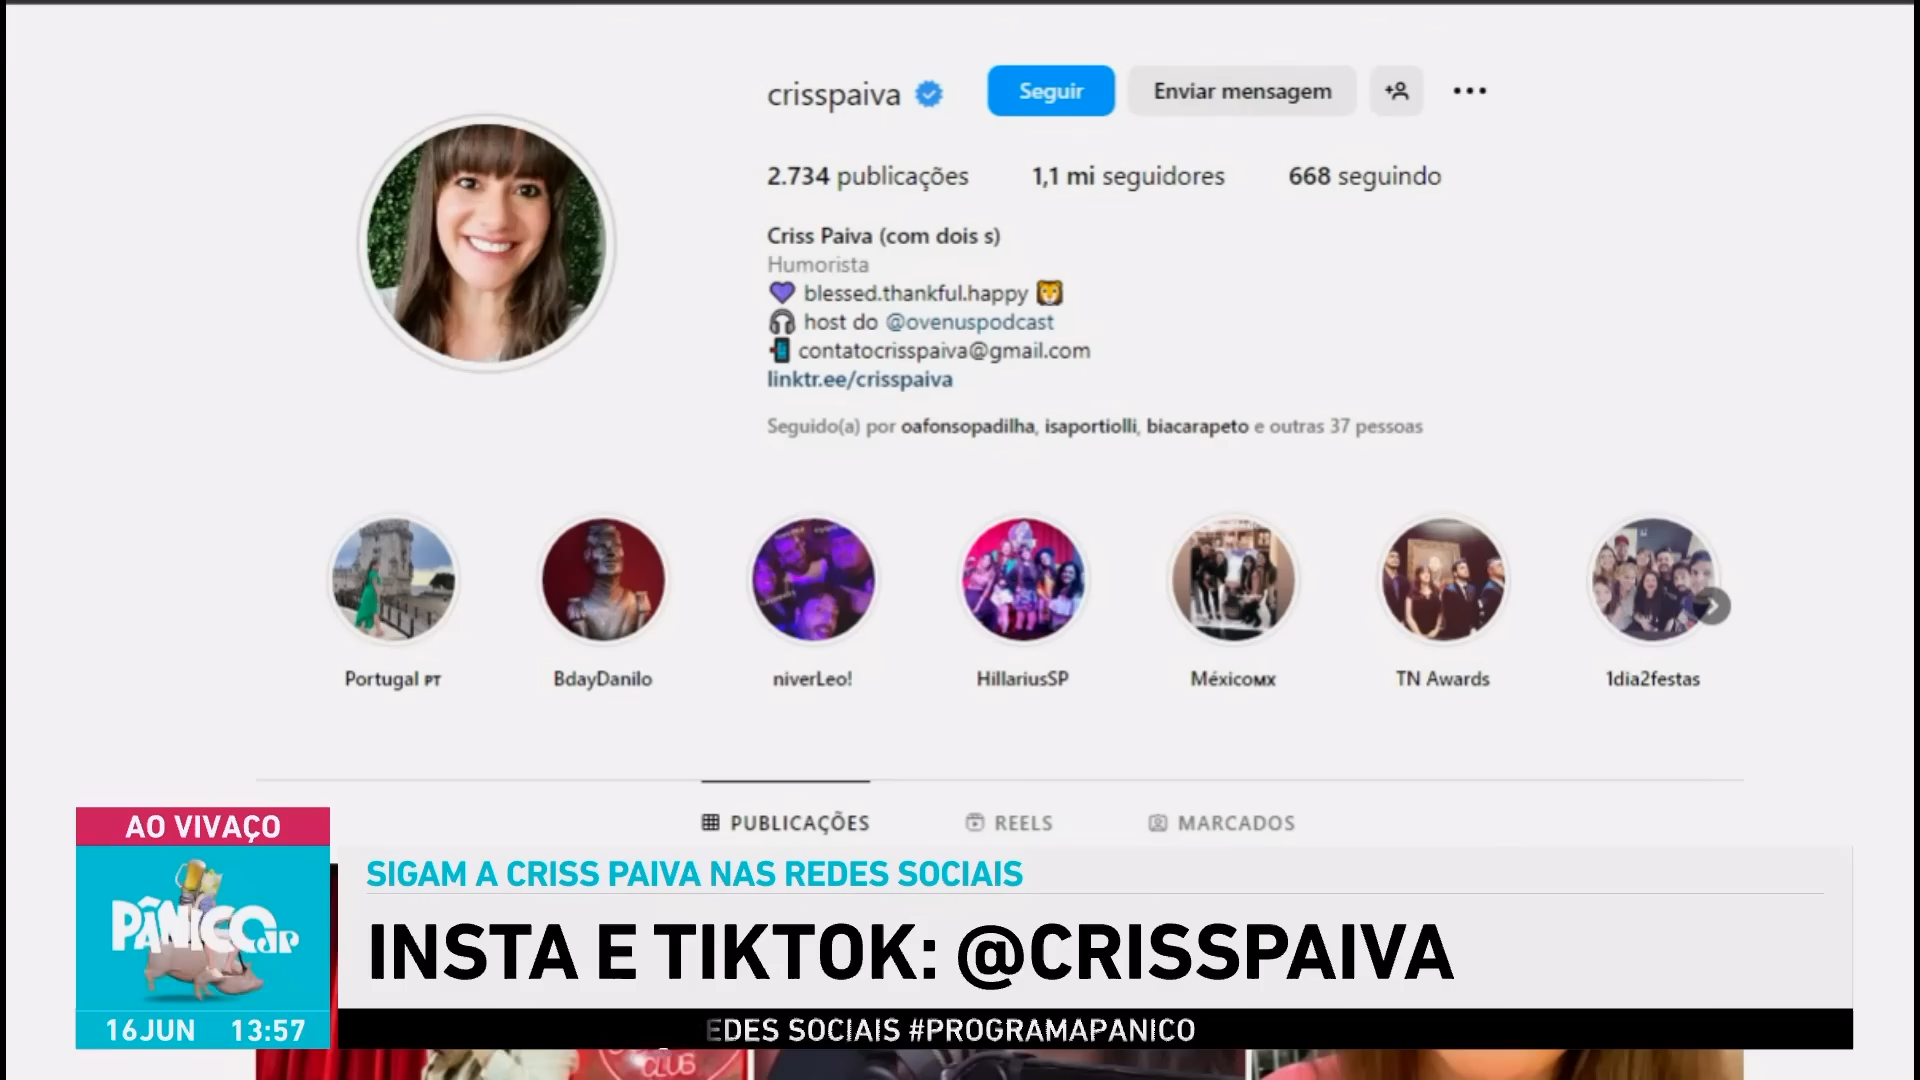 crisspaiva
Seguir
Enviar mensagem
2.734 publicações
1,1 mi seguidores
668 seguindo
Criss Paiva (com dois s)
Humorista
blessed.thankful.happy
host do @ovenuspodcast
contatocrisspaiva@gmail.com
linktr.ee/crisspaiva
Seguido(a) por oafonsopadilha, isaportiolli, biacarapeto e outras 37 pessoas
Portugal PT
BdayDanilo
niverLeo!
HillariusSP
MéxicoMX
TN Awards
1dia2festas
PUBLICAÇÕES
REELS
MARCADOS
AO VIVAÇO
PÂNICO JP
16JUN 13:57
SIGAM A CRISS PAIVA NAS REDES SOCIAIS
INSTA E TIKTOK: @CRISSPAIVA
EDES SOCIAIS #PROGRAMAPANICO
CLUB